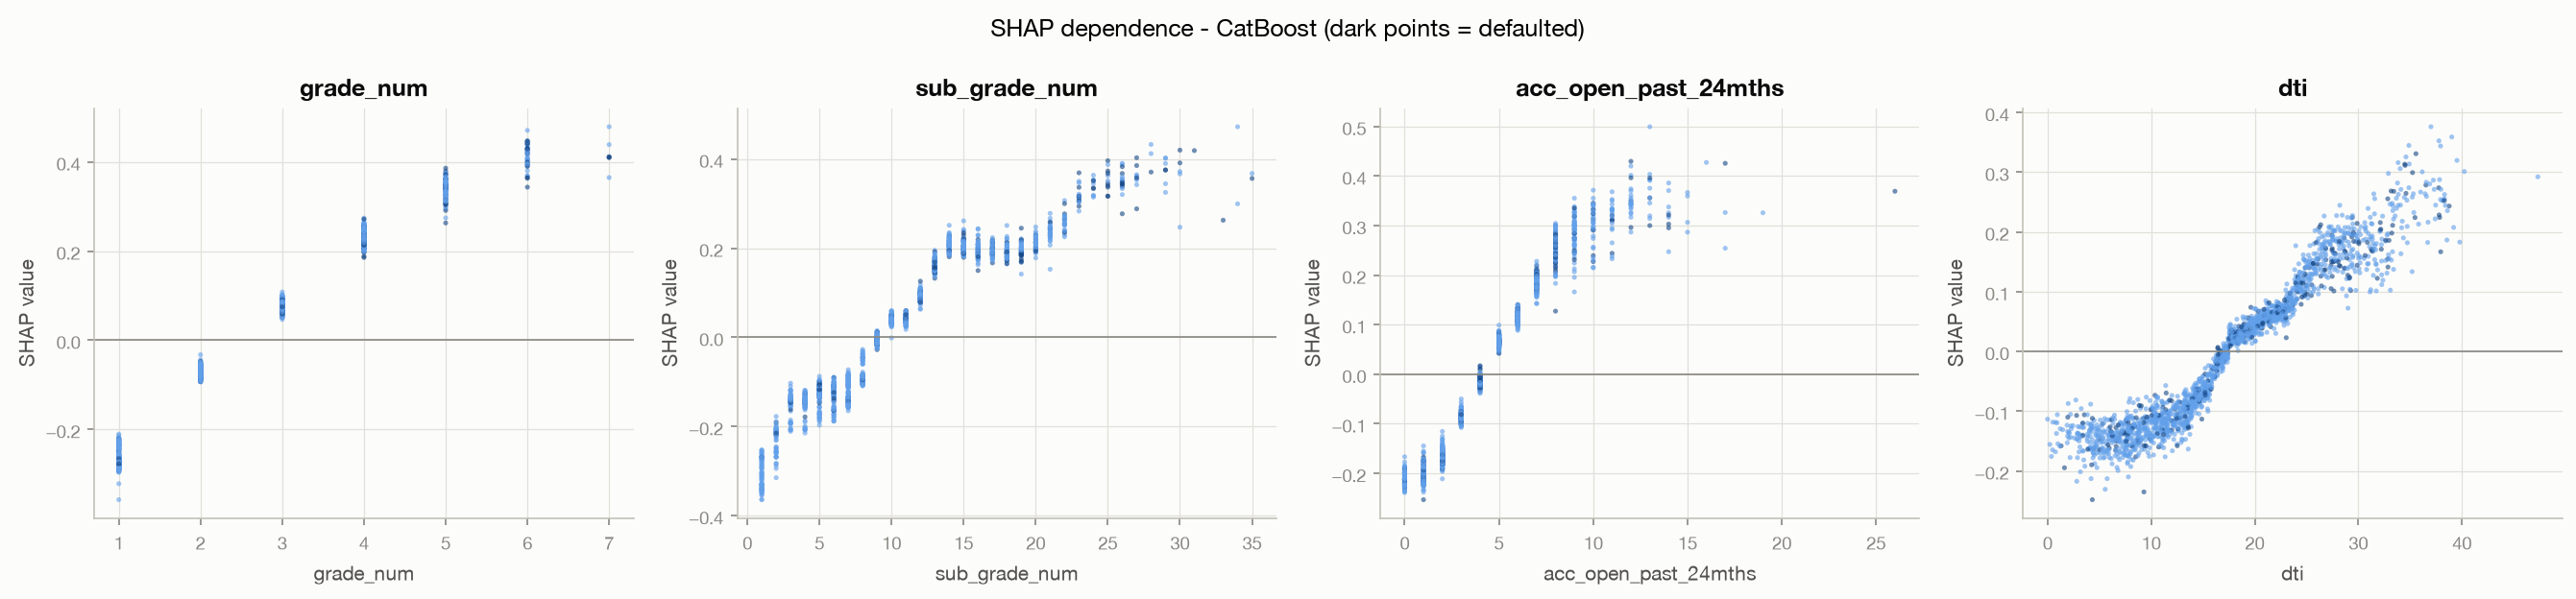 SHAP dependence - CatBoost (dark points = defaulted)
grade_num
SHAP value
0.4
0.2
0.0
−0.2
1 2 3 4 5 6 7
grade_num
sub_grade_num
SHAP value
0.4
0.2
0.0
−0.2
−0.4
0 5 10 15 20 25 30 35
sub_grade_num
acc_open_past_24mths
SHAP value
0.5
0.4
0.3
0.2
0.1
0.0
−0.1
−0.2
0 5 10 15 20 25
acc_open_past_24mths
dti
SHAP value
0.4
0.3
0.2
0.1
0.0
−0.1
−0.2
0 10 20 30 40
dti